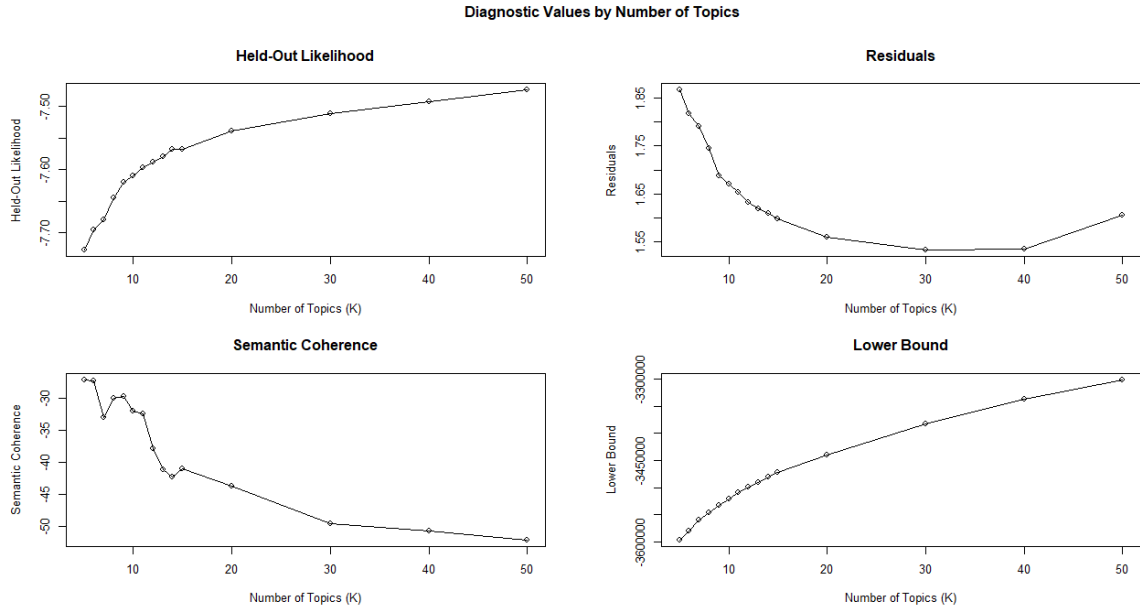 Diagnostic Values by Number of Topics
Held-Out Likelihood
Held-Out Likelihood
-7.50
-7.60
-7.70
10 20 30 40 50
Number of Topics (K)
Residuals
Residuals
1.85
1.75
1.65
1.55
10 20 30 40 50
Number of Topics (K)
Semantic Coherence
Semantic Coherence
-30
-35
-40
-45
-50
10 20 30 40 50
Number of Topics (K)
Lower Bound
Lower Bound
-3300000
-3450000
-3600000
10 20 30 40 50
Number of Topics (K)